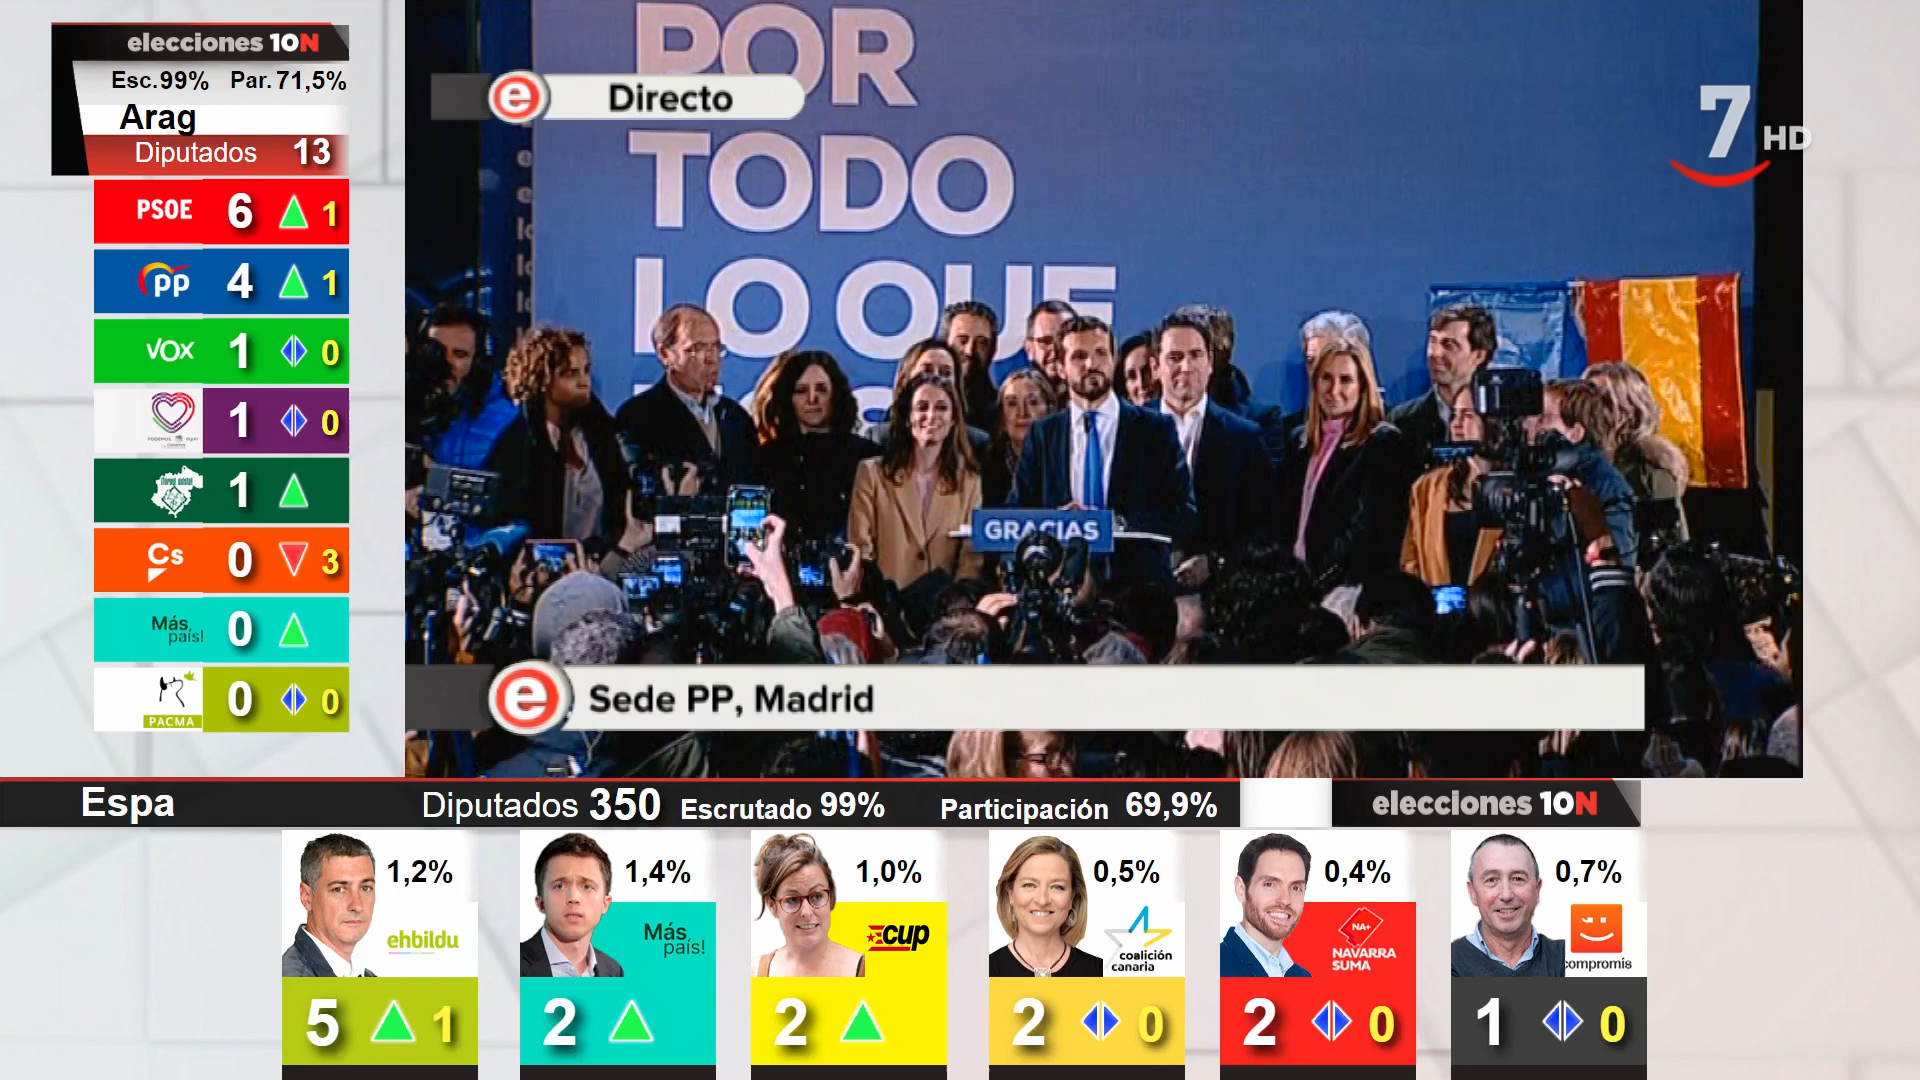 elecciones 10N
Esc. 99% Par. 71,5%
Arag
Diputados 13
PSOE 6 1
pp 4 1
VOX 1 0
PODEMOS 1 0
1
Cs 0 3
Más país! 0
PACMA 0 0
POR
TODO
LO QUE
e Directo
7 HD
GRACIAS
e Sede PP, Madrid
Espa Diputados 350 Escrutado 99% Participación 69,9% elecciones 10N
1,2%
ehbildu
5 1
1,4%
Más
país!
2
1,0%
cup
2
0,5%
coalición
canaria
2 0
0,4%
NA+
NAVARRA
SUMA
2 0
0,7%
compromís
1 0